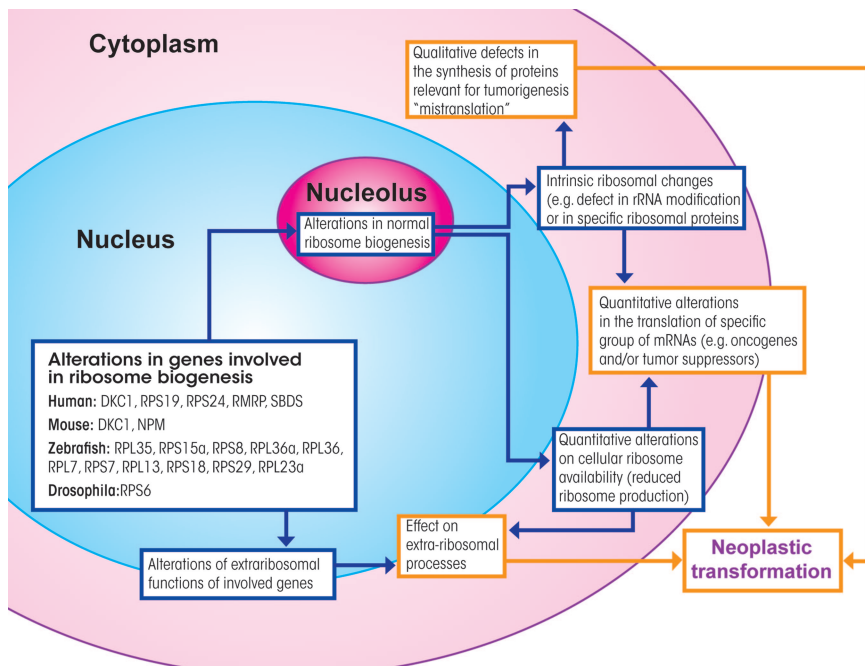 Cytoplasm
Qualitative defects in
the synthesis of proteins
relevant for tumorigenesis
“mistranslation”
Nucleolus
Alterations in normal
ribosome biogenesis
Intrinsic ribosomal changes
(e.g. defect in rRNA modification
or in specific ribosomal proteins
Nucleus
Quantitative alterations
in the translation of specific
group of mRNAs (e.g. oncogenes
and/or tumor suppressors)
Alterations in genes involved
in ribosome biogenesis
Human: DKC1, RPS19, RPS24, RMRP, SBDS
Mouse: DKC1, NPM
Zebrafish: RPL35, RPS15a, RPS8, RPL36a, RPL36,
RPL7, RPS7, RPL13, RPS18, RPS29, RPL23a
Drosophila:RPS6
Quantitative alterations
on cellular ribosome
availability (reduced
ribosome production)
Alterations of extraribosomal
functions of involved genes
Effect on
extra-ribosomal
processes
Neoplastic
transformation